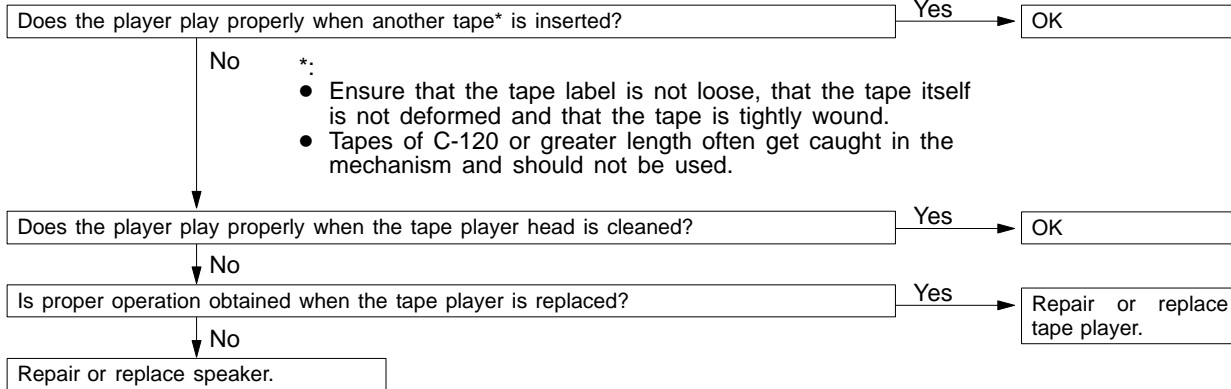 Does the player play properly when another tape* is inserted?
Yes
OK
No
*:
● Ensure that the tape label is not loose, that the tape itself
is not deformed and that the tape is tightly wound.
● Tapes of C-120 or greater length often get caught in the
mechanism and should not be used.
Does the player play properly when the tape player head is cleaned?
Yes
OK
No
Is proper operation obtained when the tape player is replaced?
Yes
Repair or replace
tape player.
No
Repair or replace speaker.